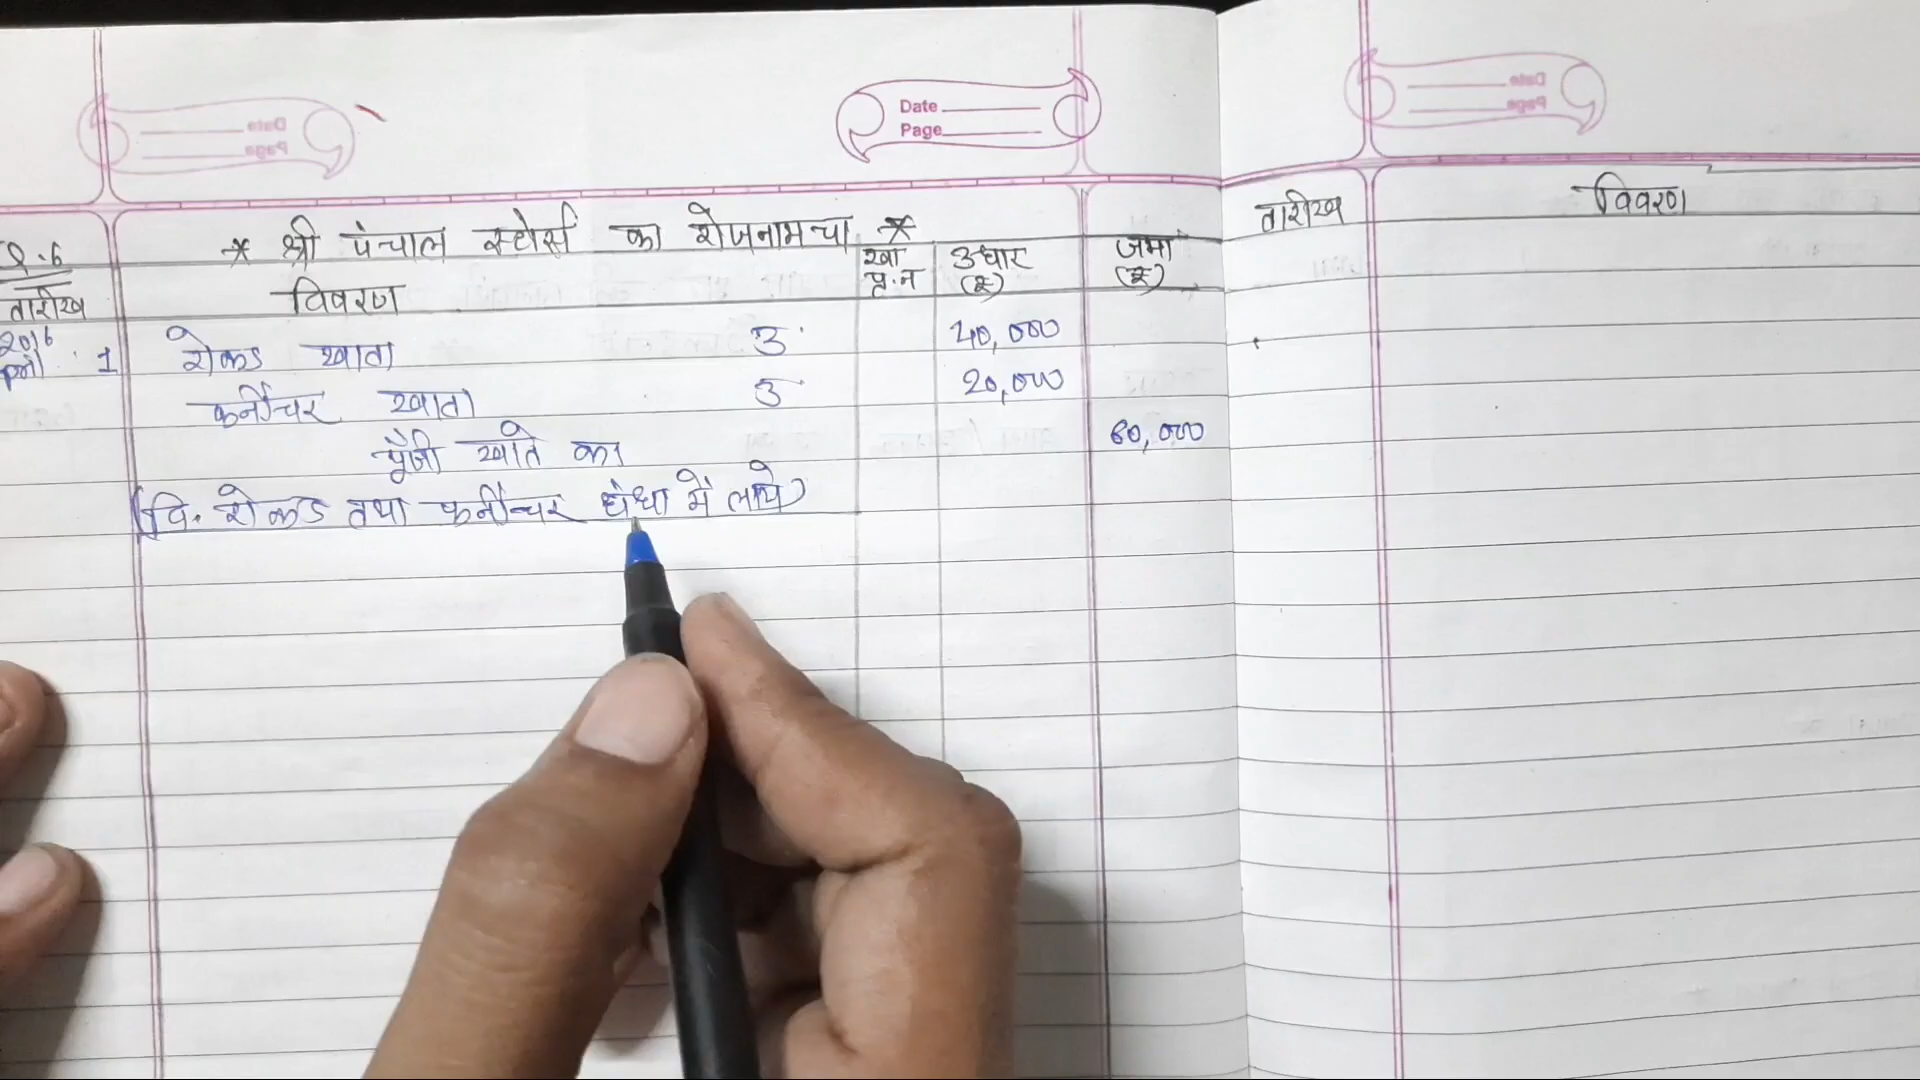 Date
Page
Q.6
* श्री पंचाल स्टोर्स का रोजनामचा *
तारीख विवरण खा पृ.न उधार (रू) जमा (रू)
2016
1 रोकड खाता उ 40,000
फर्नीचर खाता उ 20,000
पूँजी खाते का 60,000
(वि. रोकड तथा फर्नीचर धंधा में लाये)
तारीख विवरण